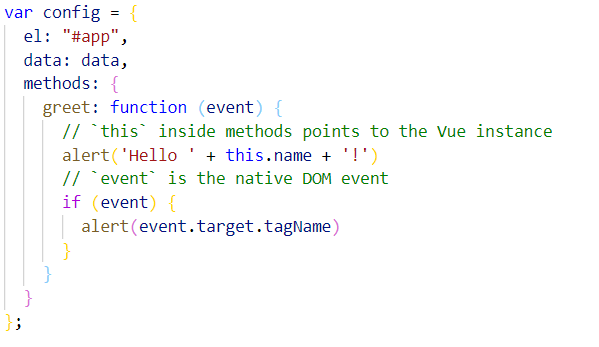 var config = {
  el: "#app",
  data: data,
  methods: {
    greet: function (event) {
      // `this` inside methods points to the Vue instance
      alert('Hello ' + this.name + '!')
      // `event` is the native DOM event
      if (event) {
        alert(event.target.tagName)
      }
    }
  }
};